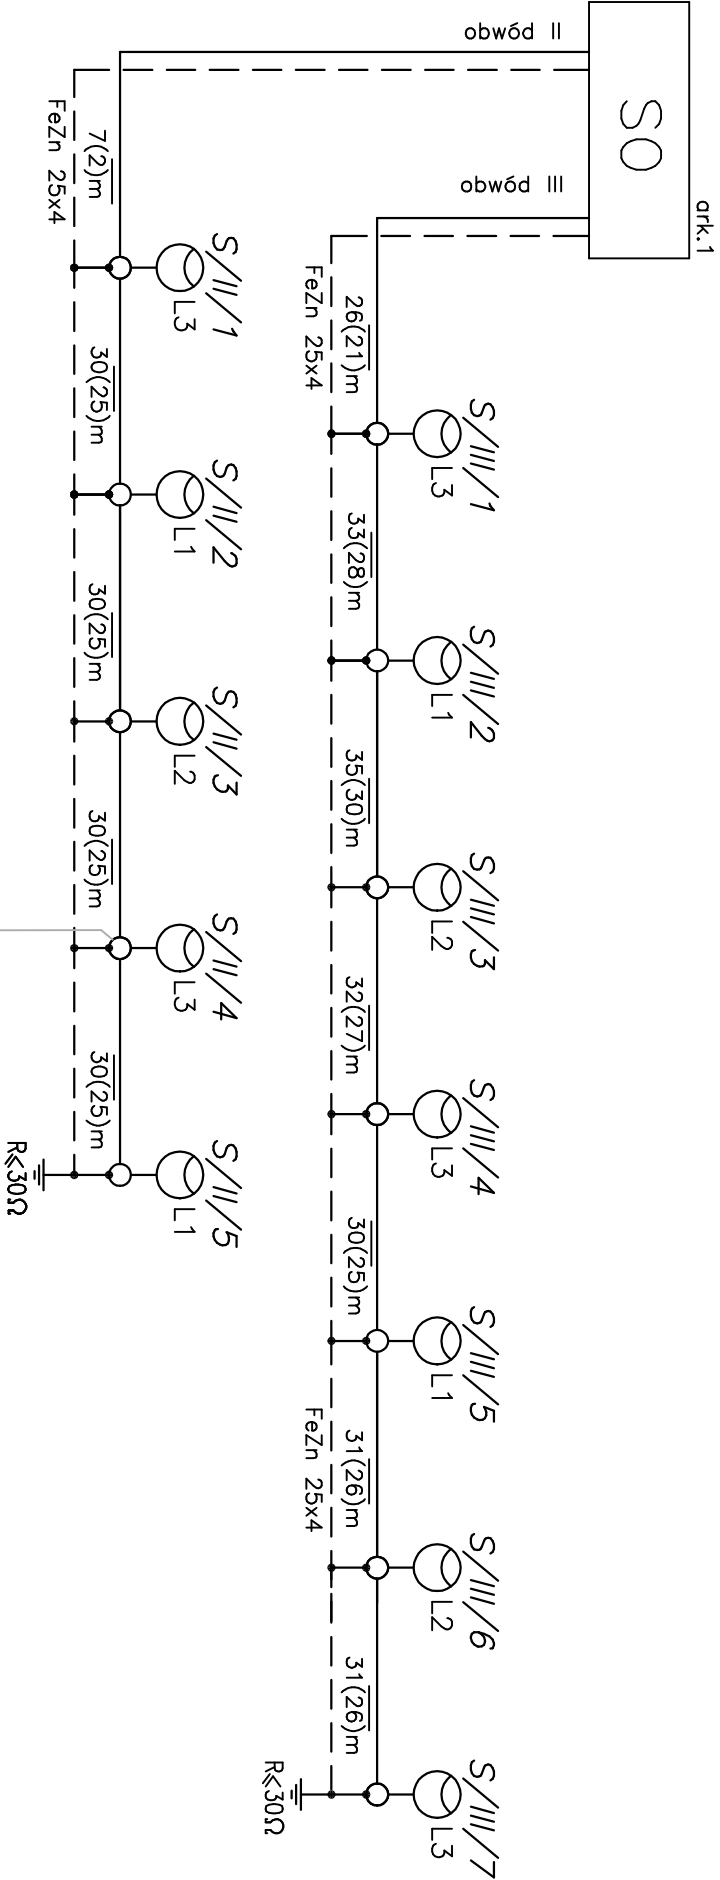 SO
ark.1
obwód II
obwód III
S/III/1
L3
S/III/2
L1
S/III/3
L2
S/III/4
L3
S/III/5
L1
S/III/6
L2
S/III/7
L3
26(21)m
33(28)m
35(30)m
32(27)m
30(25)m
31(26)m
31(26)m
FeZn 25x4
FeZn 25x4
R⩽30Ω
S/II/1
L3
S/II/2
L1
S/II/3
L2
S/II/4
L3
S/II/5
L1
7(2)m
30(25)m
30(25)m
30(25)m
30(25)m
FeZn 25x4
R⩽30Ω